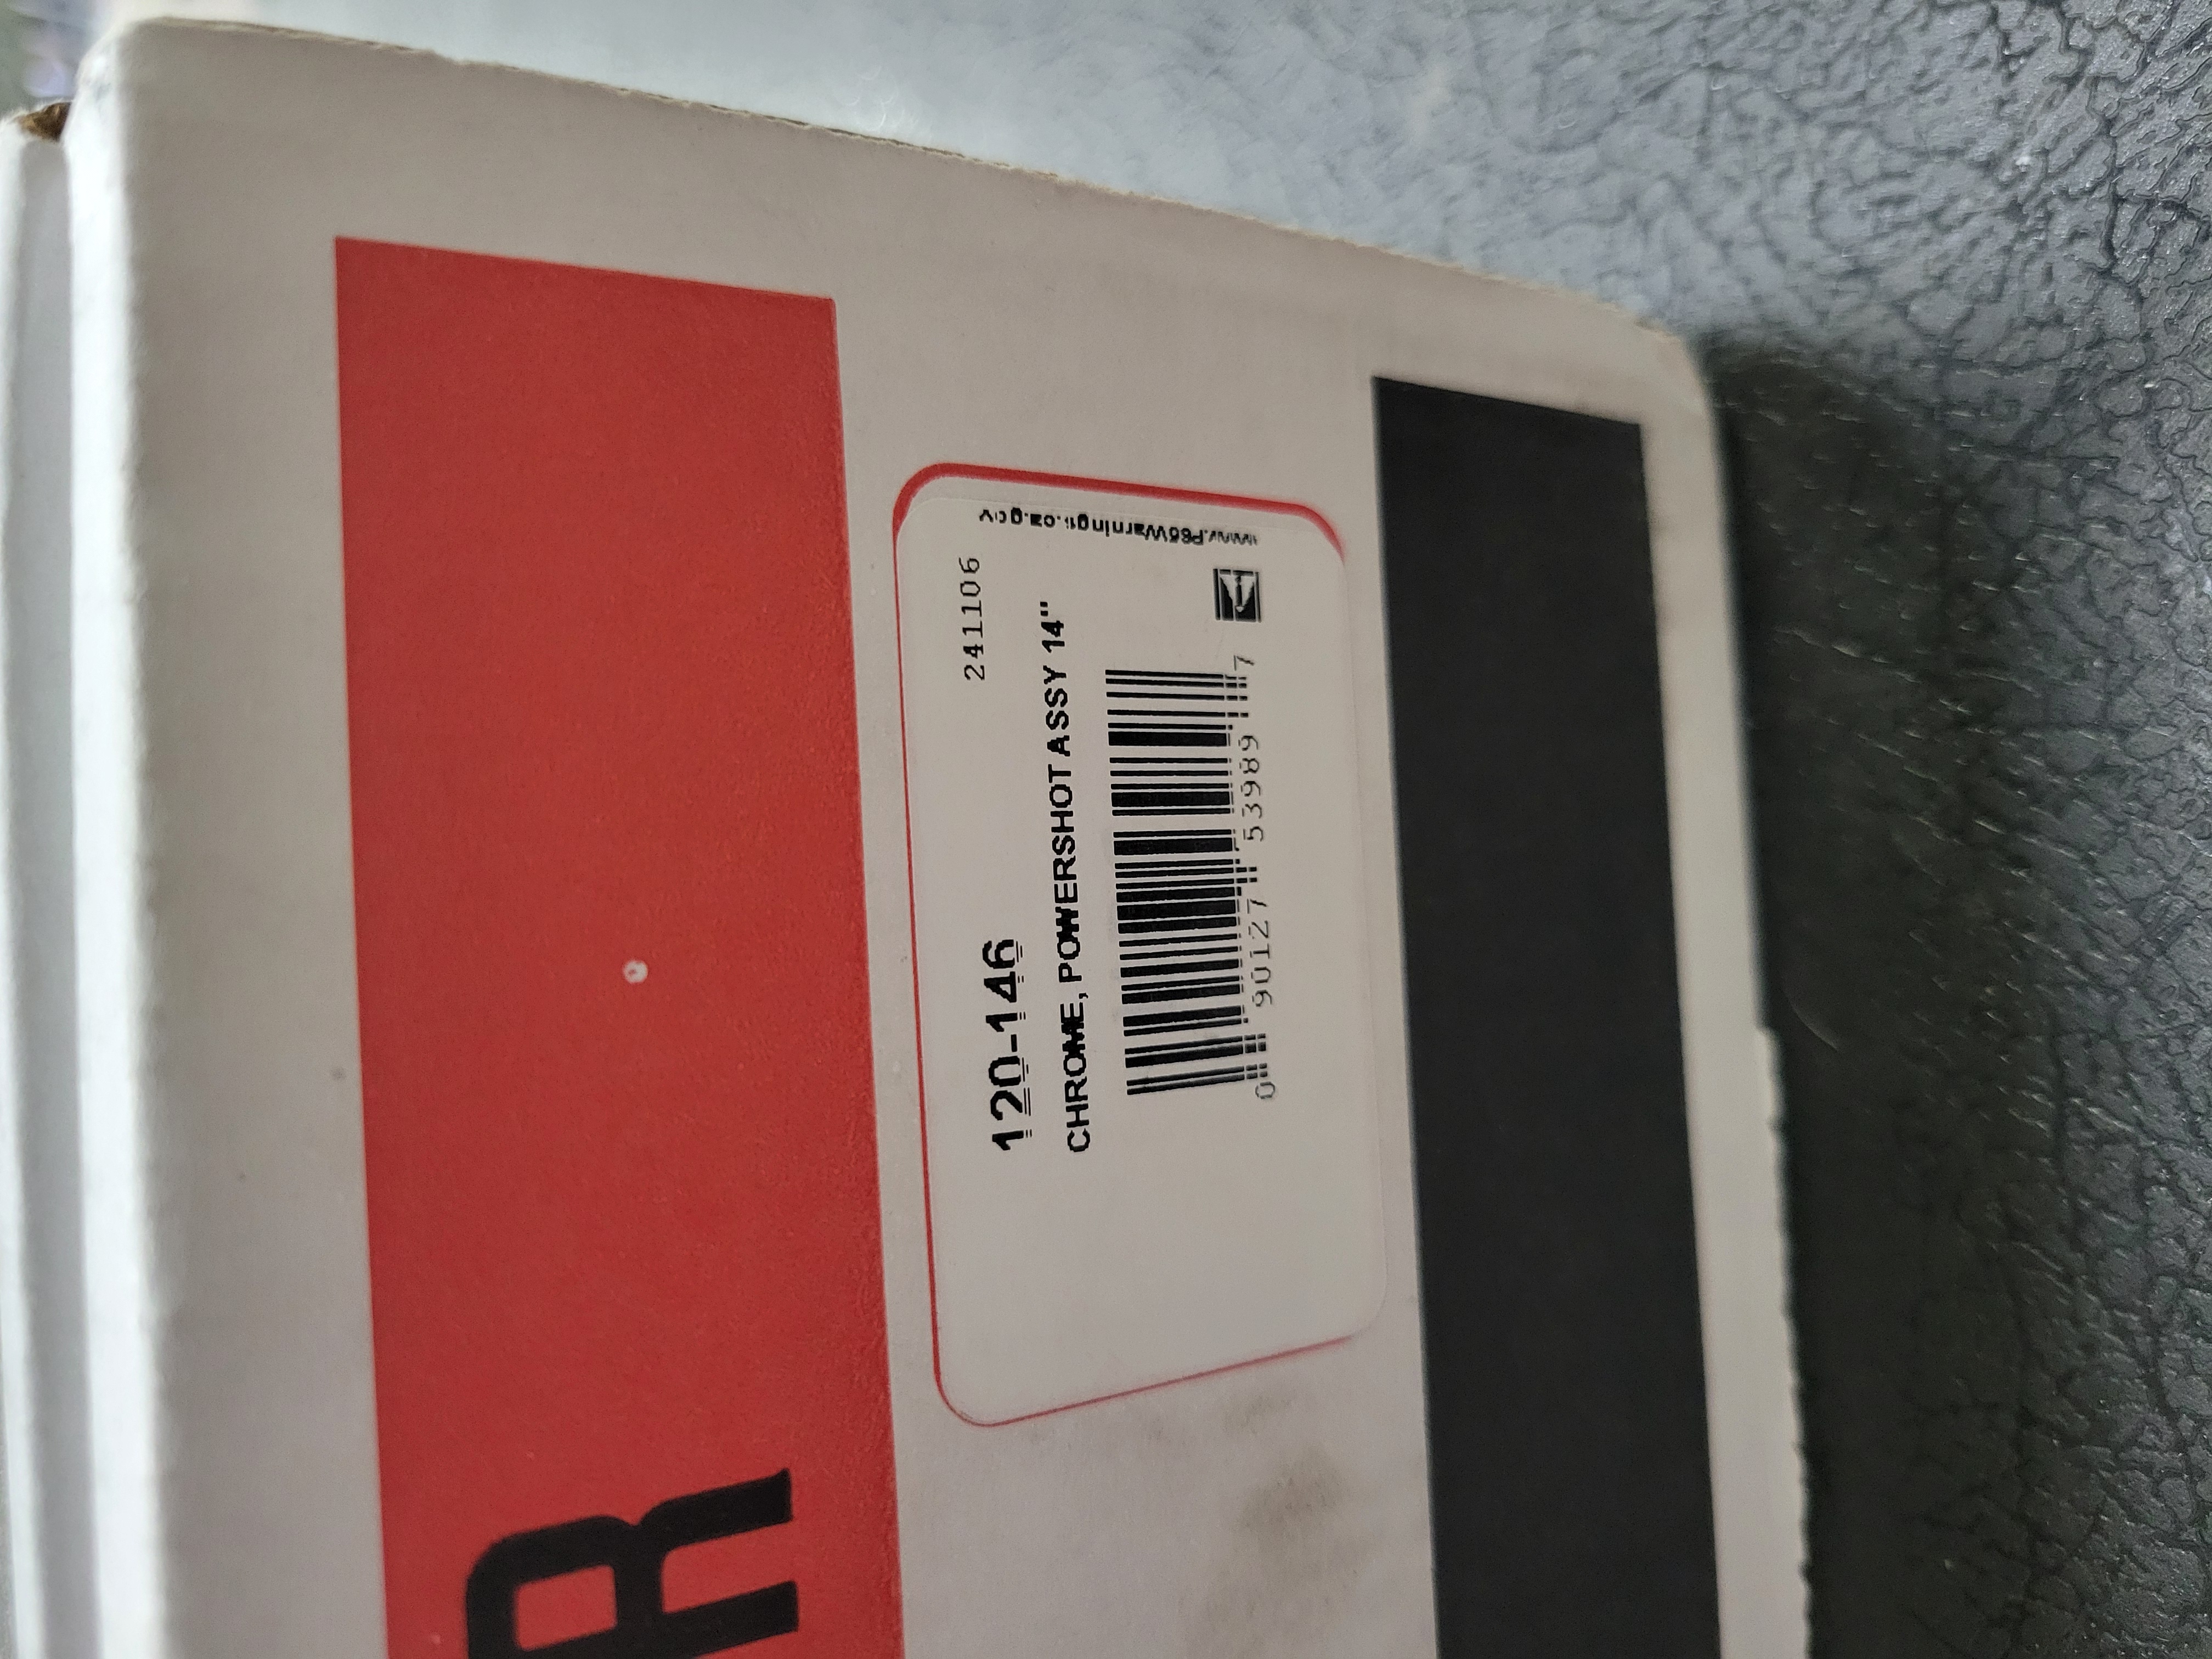 241106
120-146
CHROME, POWERSHOT ASSY 14"
0 90127 53989 7
www.P65Warnings.ca.gov
R